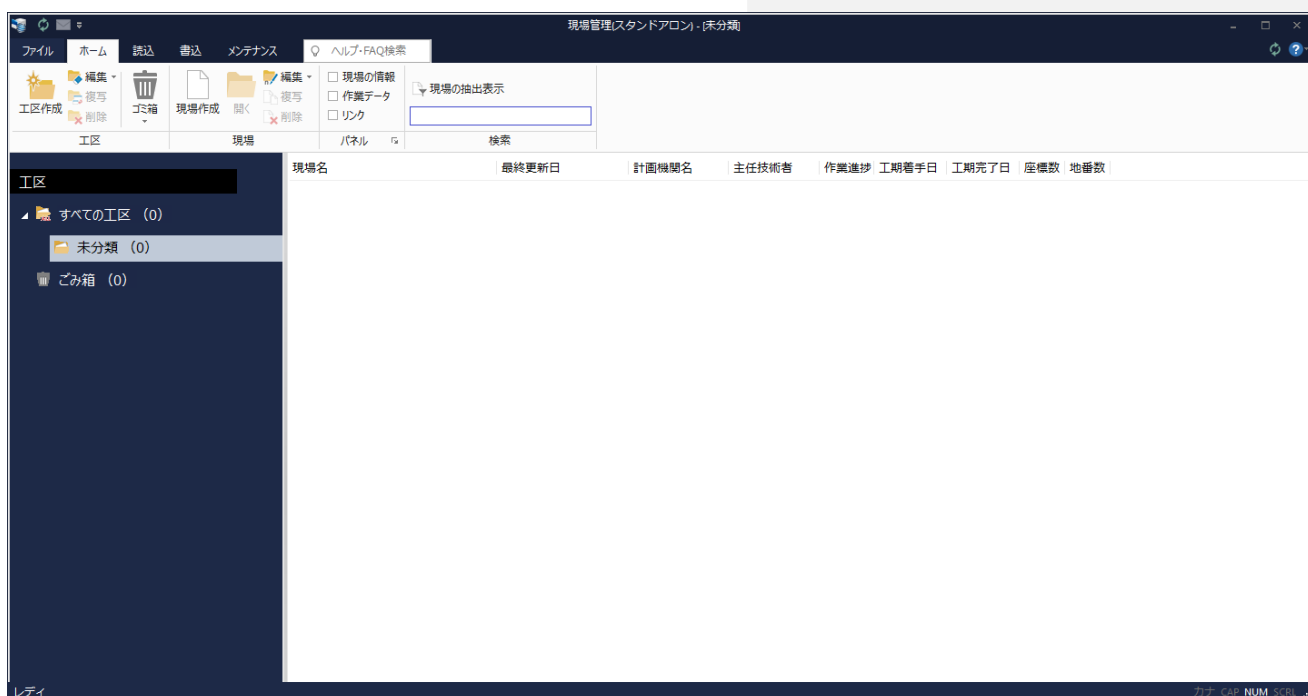 現場管理(スタンドアロン) - [未分類]
ファイル ホーム 読込 書込 メンテナンス ヘルプ・FAQ検索
工区作成 編集 複写 削除 ゴミ箱 現場作成 開く 編集 複写 削除 現場の情報 作業データ リンク 現場の抽出表示
工区 現場 パネル 検索
工区
すべての工区 (0)
未分類 (0)
ごみ箱 (0)
現場名 最終更新日 計画機関名 主任技術者 作業進捗 工期着手日 工期完了日 座標数 地番数
レディ カナ CAP NUM SCRL